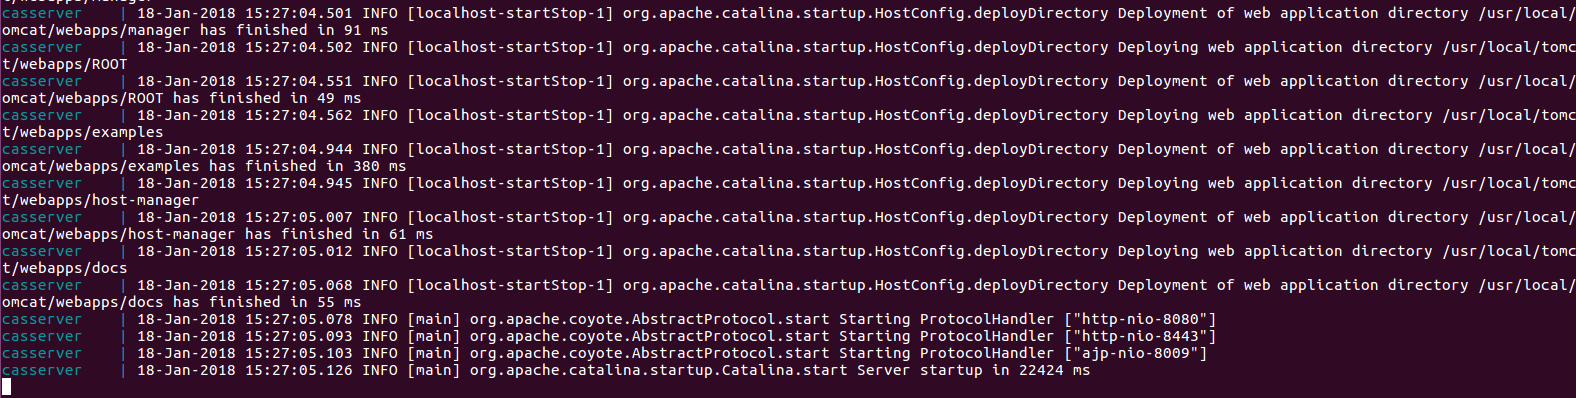 casserver    | 18-Jan-2018 15:27:04.501 INFO [localhost-startStop-1] org.apache.catalina.startup.HostConfig.deployDirectory Deployment of web application directory /usr/local/
omcat/webapps/manager has finished in 91 ms
casserver    | 18-Jan-2018 15:27:04.502 INFO [localhost-startStop-1] org.apache.catalina.startup.HostConfig.deployDirectory Deploying web application directory /usr/local/tomc
t/webapps/ROOT
casserver    | 18-Jan-2018 15:27:04.551 INFO [localhost-startStop-1] org.apache.catalina.startup.HostConfig.deployDirectory Deployment of web application directory /usr/local/
omcat/webapps/ROOT has finished in 49 ms
casserver    | 18-Jan-2018 15:27:04.562 INFO [localhost-startStop-1] org.apache.catalina.startup.HostConfig.deployDirectory Deploying web application directory /usr/local/tomc
t/webapps/examples
casserver    | 18-Jan-2018 15:27:04.944 INFO [localhost-startStop-1] org.apache.catalina.startup.HostConfig.deployDirectory Deployment of web application directory /usr/local/
omcat/webapps/examples has finished in 380 ms
casserver    | 18-Jan-2018 15:27:04.945 INFO [localhost-startStop-1] org.apache.catalina.startup.HostConfig.deployDirectory Deploying web application directory /usr/local/tomc
t/webapps/host-manager
casserver    | 18-Jan-2018 15:27:05.007 INFO [localhost-startStop-1] org.apache.catalina.startup.HostConfig.deployDirectory Deployment of web application directory /usr/local/
omcat/webapps/host-manager has finished in 61 ms
casserver    | 18-Jan-2018 15:27:05.012 INFO [localhost-startStop-1] org.apache.catalina.startup.HostConfig.deployDirectory Deploying web application directory /usr/local/tomc
t/webapps/docs
casserver    | 18-Jan-2018 15:27:05.068 INFO [localhost-startStop-1] org.apache.catalina.startup.HostConfig.deployDirectory Deployment of web application directory /usr/local/
omcat/webapps/docs has finished in 55 ms
casserver    | 18-Jan-2018 15:27:05.078 INFO [main] org.apache.coyote.AbstractProtocol.start Starting ProtocolHandler ["http-nio-8080"]
casserver    | 18-Jan-2018 15:27:05.093 INFO [main] org.apache.coyote.AbstractProtocol.start Starting ProtocolHandler ["http-nio-8443"]
casserver    | 18-Jan-2018 15:27:05.103 INFO [main] org.apache.coyote.AbstractProtocol.start Starting ProtocolHandler ["ajp-nio-8009"]
casserver    | 18-Jan-2018 15:27:05.126 INFO [main] org.apache.catalina.startup.Catalina.start Server startup in 22424 ms